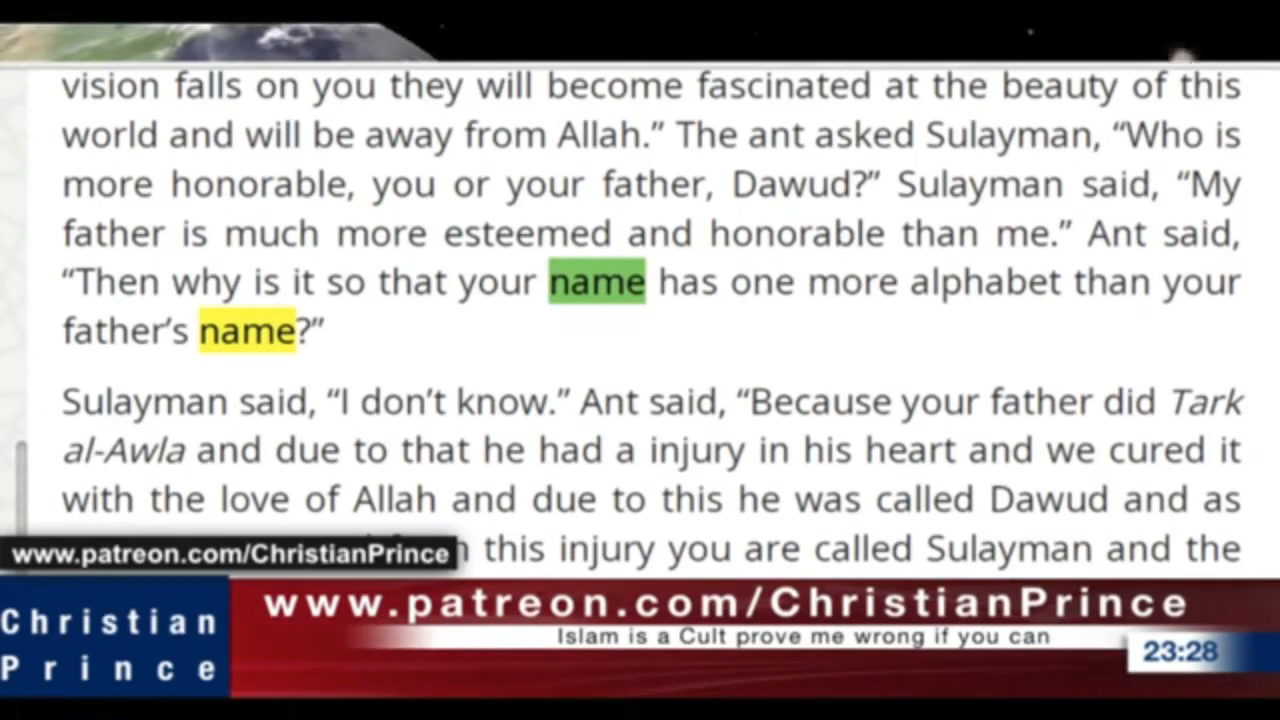 vision falls on you they will become fascinated at the beauty of this
world and will be away from Allah.” The ant asked Sulayman, “Who is
more honorable, you or your father, Dawud?” Sulayman said, “My
father is much more esteemed and honorable than me.” Ant said,
“Then why is it so that your name has one more alphabet than your
father’s name?”
Sulayman said, “I don’t know.” Ant said, “Because your father did Tark
al-Awla and due to that he had a injury in his heart and we cured it
with the love of Allah and due to this he was called Dawud and as
this injury you are called Sulayman and the
www.patreon.com/ChristianPrince
www.patreon.com/ChristianPrince
Christian
Prince
Islam is a Cult prove me wrong if you can
23:28